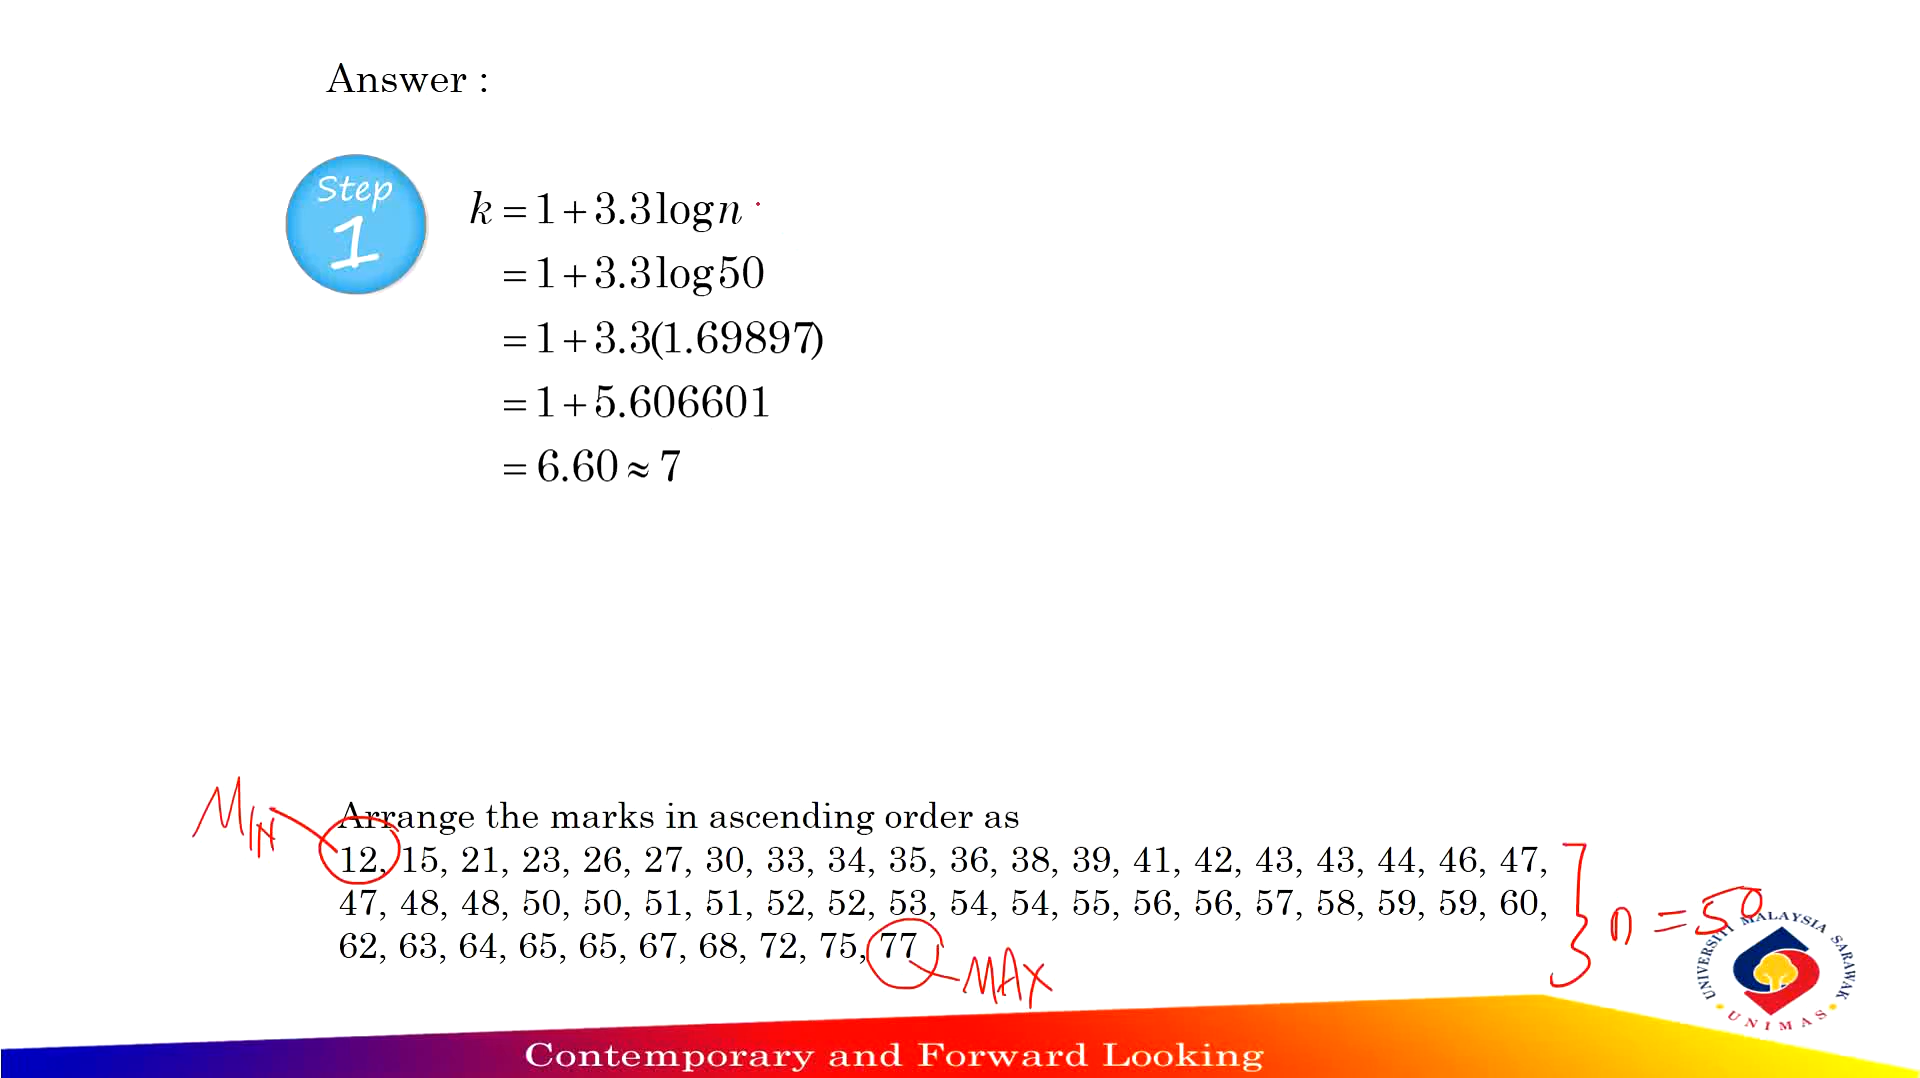 Answer :
Step
1
k = 1 + 3.3 log n
= 1 + 3.3 log 50
= 1 + 3.3(1.69897)
= 1 + 5.606601
= 6.60 ≈ 7
MIN
Arrange the marks in ascending order as
12, 15, 21, 23, 26, 27, 30, 33, 34, 35, 36, 38, 39, 41, 42, 43, 43, 44, 46, 47,
47, 48, 48, 50, 50, 51, 51, 52, 52, 53, 54, 54, 55, 56, 56, 57, 58, 59, 59, 60,
62, 63, 64, 65, 65, 67, 68, 72, 75, 77
MAX
n = 50
UNIVERSITI MALAYSIA SARAWAK
UNIMAS
Contemporary and Forward Looking